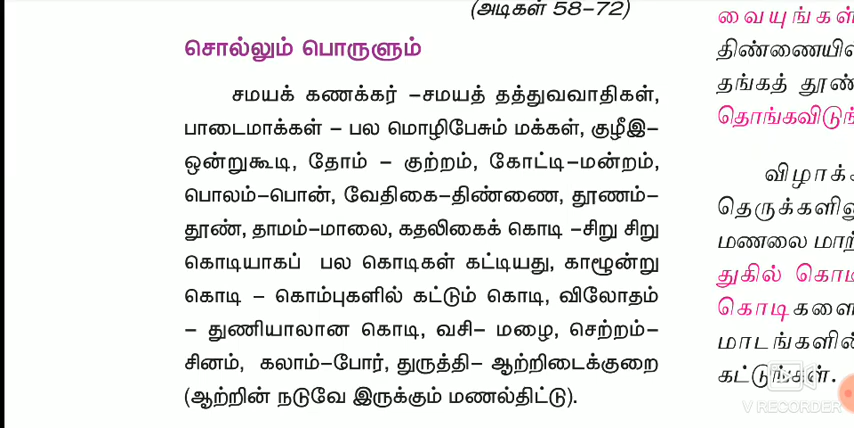 (அடிகள் 58-72)
சொல்லும் பொருளும்
சமயக் கணக்கர் -சமயத் தத்துவவாதிகள்,
பாடைமாக்கள் - பல மொழிபேசும் மக்கள், குழீஇ-
ஒன்றுகூடி, தோம் - குற்றம், கோட்டி-மன்றம்,
பொலம்-பொன், வேதிகை-திண்ணை, தூணம்-
தூண், தாமம்-மாலை, கதலிகைக் கொடி -சிறு சிறு
கொடியாகப் பல கொடிகள் கட்டியது, காழூன்று
கொடி - கொம்புகளில் கட்டும் கொடி, விலோதம்
- துணியாலான கொடி, வசி- மழை, செற்றம்-
சினம், கலாம்-போர், துருத்தி- ஆற்றிடைக்குறை
(ஆற்றின் நடுவே இருக்கும் மணல்திட்டு).
வையுங்கள்
திண்ணையில்
தங்கத் தூண்
தொங்கவிடுங்
விழாக்
தெருக்களிலு
மணலை மாற்
துகில் கொடி
கொடிகளை
மாடங்களின்
கட்டுங்கள்.
V RECORDER